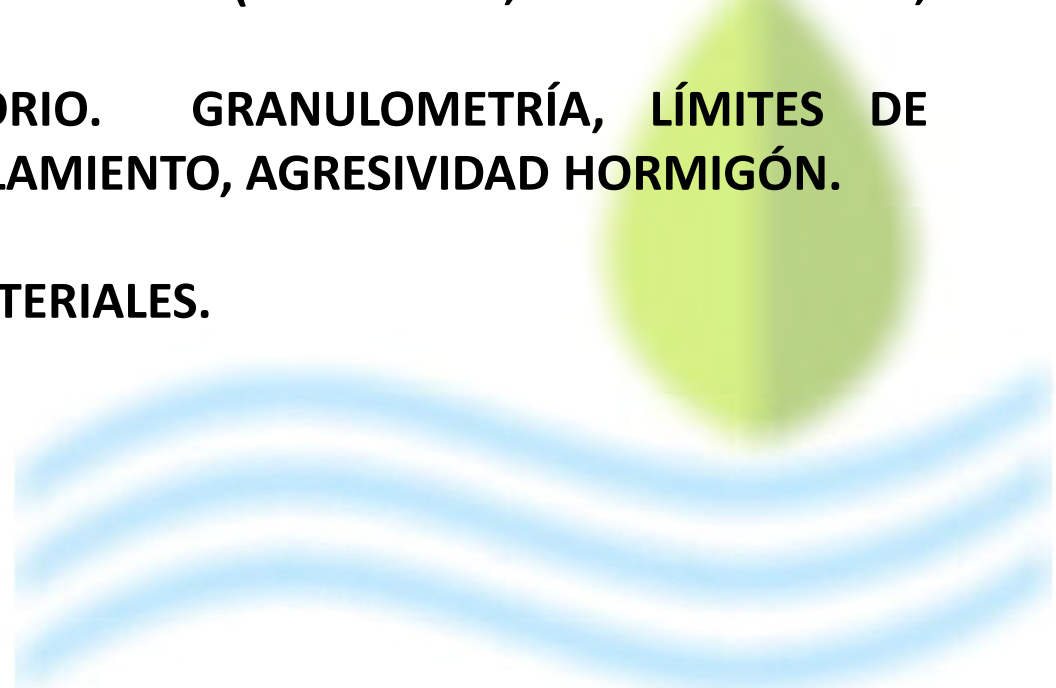 ORIO. GRANULOMETRÍA, LÍMITES DE
LAMIENTO, AGRESIVIDAD HORMIGÓN.
TERIALES.